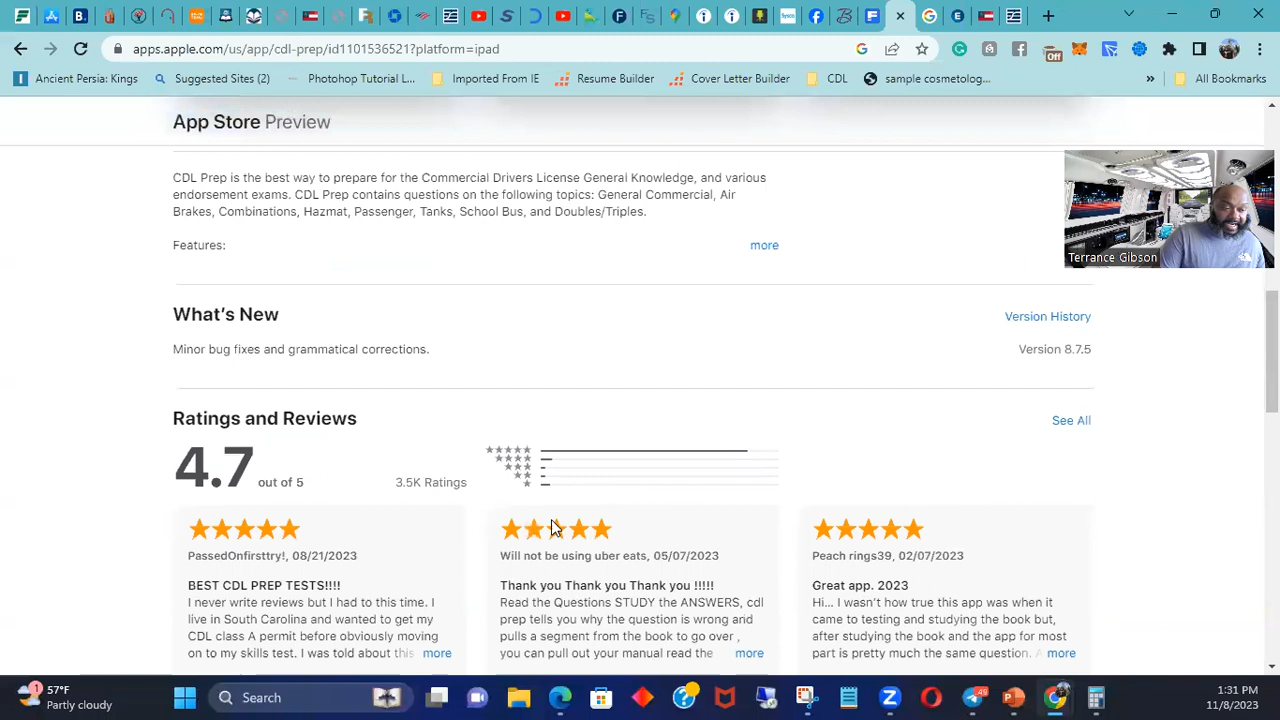 apps.apple.com/us/app/cdl-prep/id1101536521?platform=ipad
Off
Ancient Persia: Kings
Suggested Sites (2)
Photohop Tutorial L...
Imported From IE
Resume Builder
Cover Letter Builder
CDL
sample cosmetolog...
»
All Bookmarks
App Store Preview
CDL Prep is the best way to prepare for the Commercial Drivers License General Knowledge, and various
endorsement exams. CDL Prep contains questions on the following topics: General Commercial, Air
Brakes, Combinations, Hazmat, Passenger, Tanks, School Bus, and Doubles/Triples.
Features:
more
Terrance Gibson
What's New
Version History
Minor bug fixes and grammatical corrections.
Version 8.7.5
Ratings and Reviews
See All
4.7 out of 5
3.5K Ratings
PassedOnfirsttry!, 08/21/2023
BEST CDL PREP TESTS!!!!
I never write reviews but I had to this time. I
live in South Carolina and wanted to get my
CDL class A permit before obviously moving
on to my skills test. I was told about this more
Will not be using uber eats, 05/07/2023
Thank you Thank you Thank you !!!!!
Read the Questions STUDY the ANSWERS, cdl
prep tells you why the question is wrong and
pulls a segment from the book to go over ,
you can pull out your manual read the more
Peach rings39, 02/07/2023
Great app. 2023
Hi... I wasn't how true this app was when it
came to testing and studying the book but,
after studying the book and the app for most
part is pretty much the same question. more
57°F
Partly cloudy
Search
1:31 PM
11/8/2023